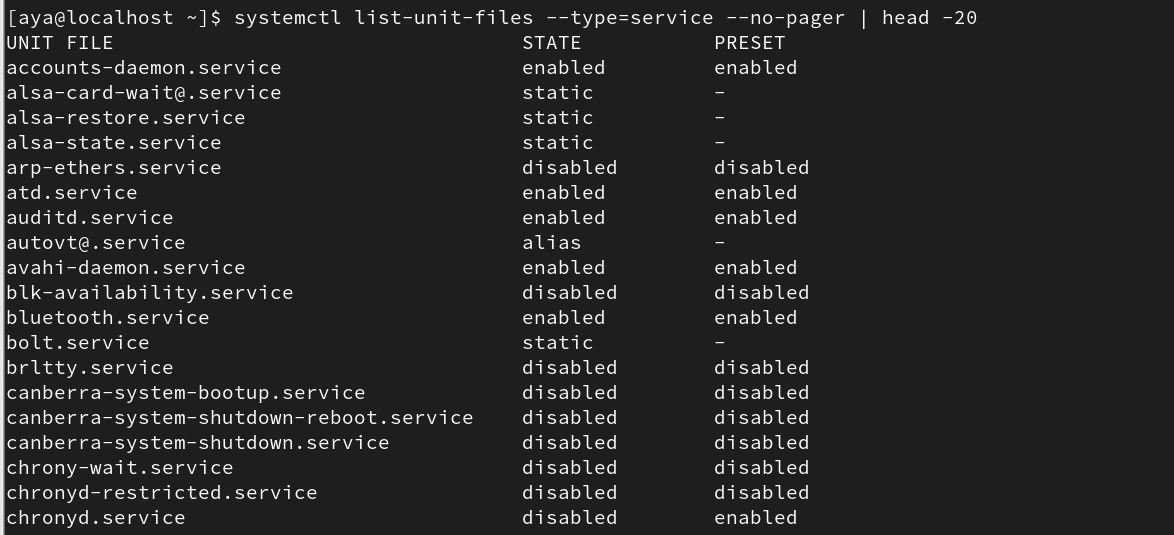 [aya@localhost ~]$ systemctl list-unit-files --type=service --no-pager | head -20
UNIT FILE STATE PRESET
accounts-daemon.service enabled enabled
alsa-card-wait@.service static -
alsa-restore.service static -
alsa-state.service static -
arp-ethers.service disabled disabled
atd.service enabled enabled
auditd.service enabled enabled
autovt@.service alias -
avahi-daemon.service enabled enabled
blk-availability.service disabled disabled
bluetooth.service enabled enabled
bolt.service static -
brltty.service disabled disabled
canberra-system-bootup.service disabled disabled
canberra-system-shutdown-reboot.service disabled disabled
canberra-system-shutdown.service disabled disabled
chrony-wait.service disabled disabled
chronyd-restricted.service disabled disabled
chronyd.service disabled enabled